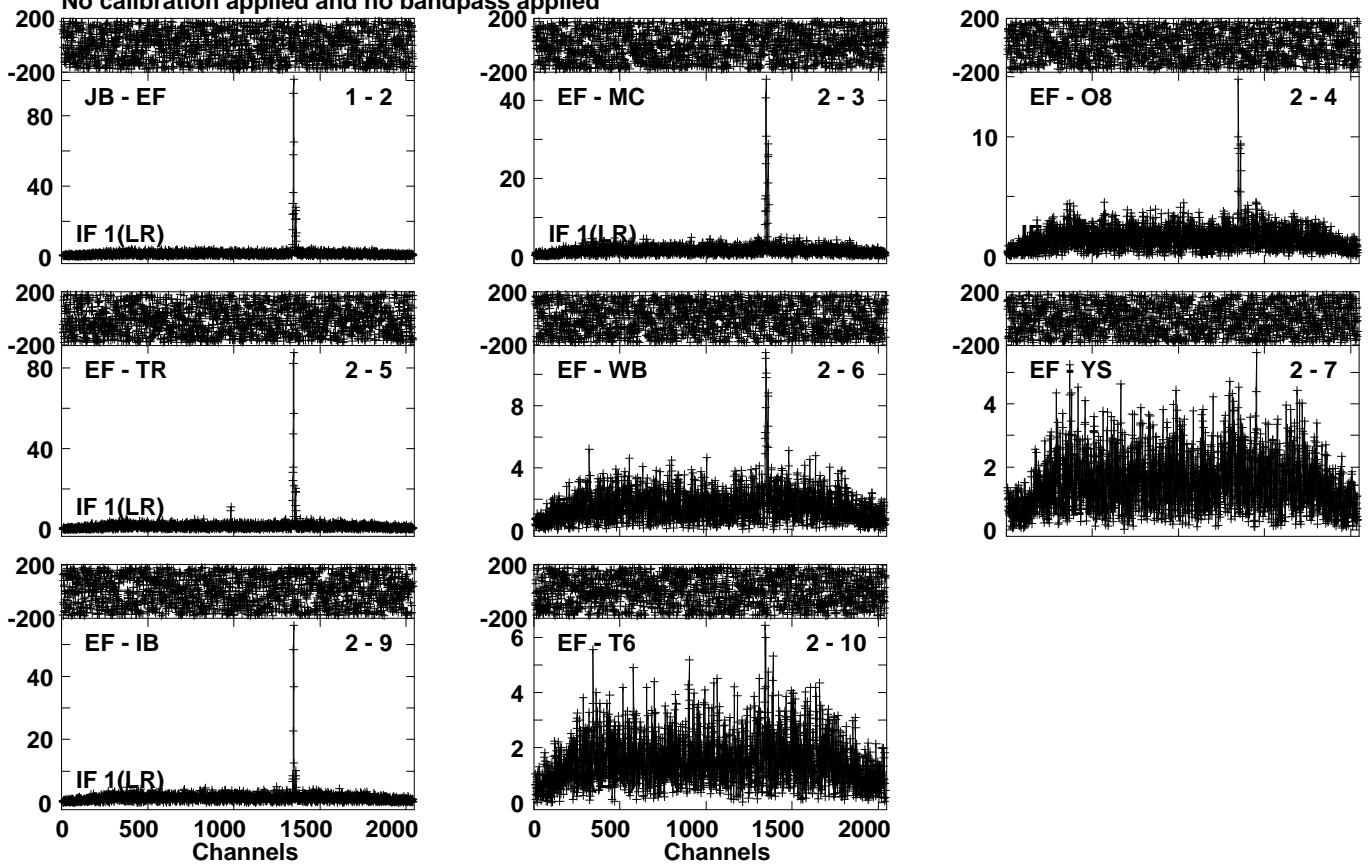 No calibration applied and no bandpass applied
200 200 200
-200 -200 -200
JB - EF 1 - 2 EF - MC 2 - 3 EF - O8 2 - 4
80 40 10
40 20
IF 1(LR) IF 1(LR)
0 0 0
200 200 200
-200 -200 -200
EF - TR 2 - 5 EF - WB 2 - 6 EF - YS 2 - 7
80 8 4
40 4 2
IF 1(LR)
0 0 0
200 200
-200 -200
EF - IB 2 - 9 EF - T6 2 - 10
40 6
20 4
2
IF 1(LR)
0 0
0 500 1000 1500 2000 0 500 1000 1500 2000
Channels Channels